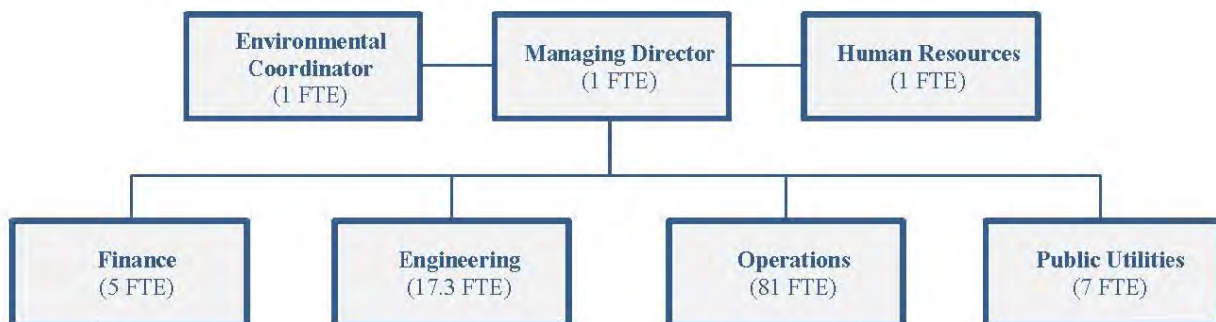 Environmental
Coordinator
(1 FTE)
Managing Director
(1 FTE)
Human Resources
(1 FTE)
Finance
(5 FTE)
Engineering
(17.3 FTE)
Operations
(81 FTE)
Public Utilities
(7 FTE)